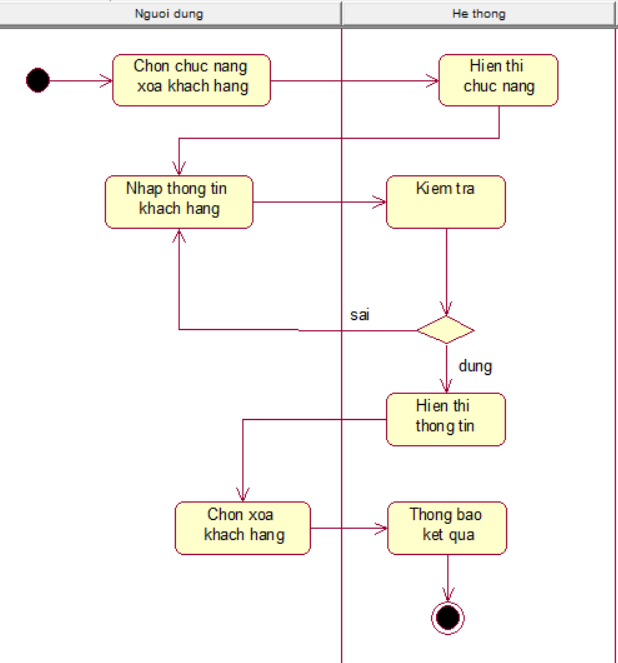 Nguoi dung
He thong
Chon chuc nang
xoa khach hang
Hien thi
chuc nang
Nhap thong tin
khach hang
Kiem tra
sai
dung
Hien thi
thong tin
Chon xoa
khach hang
Thong bao
ket qua